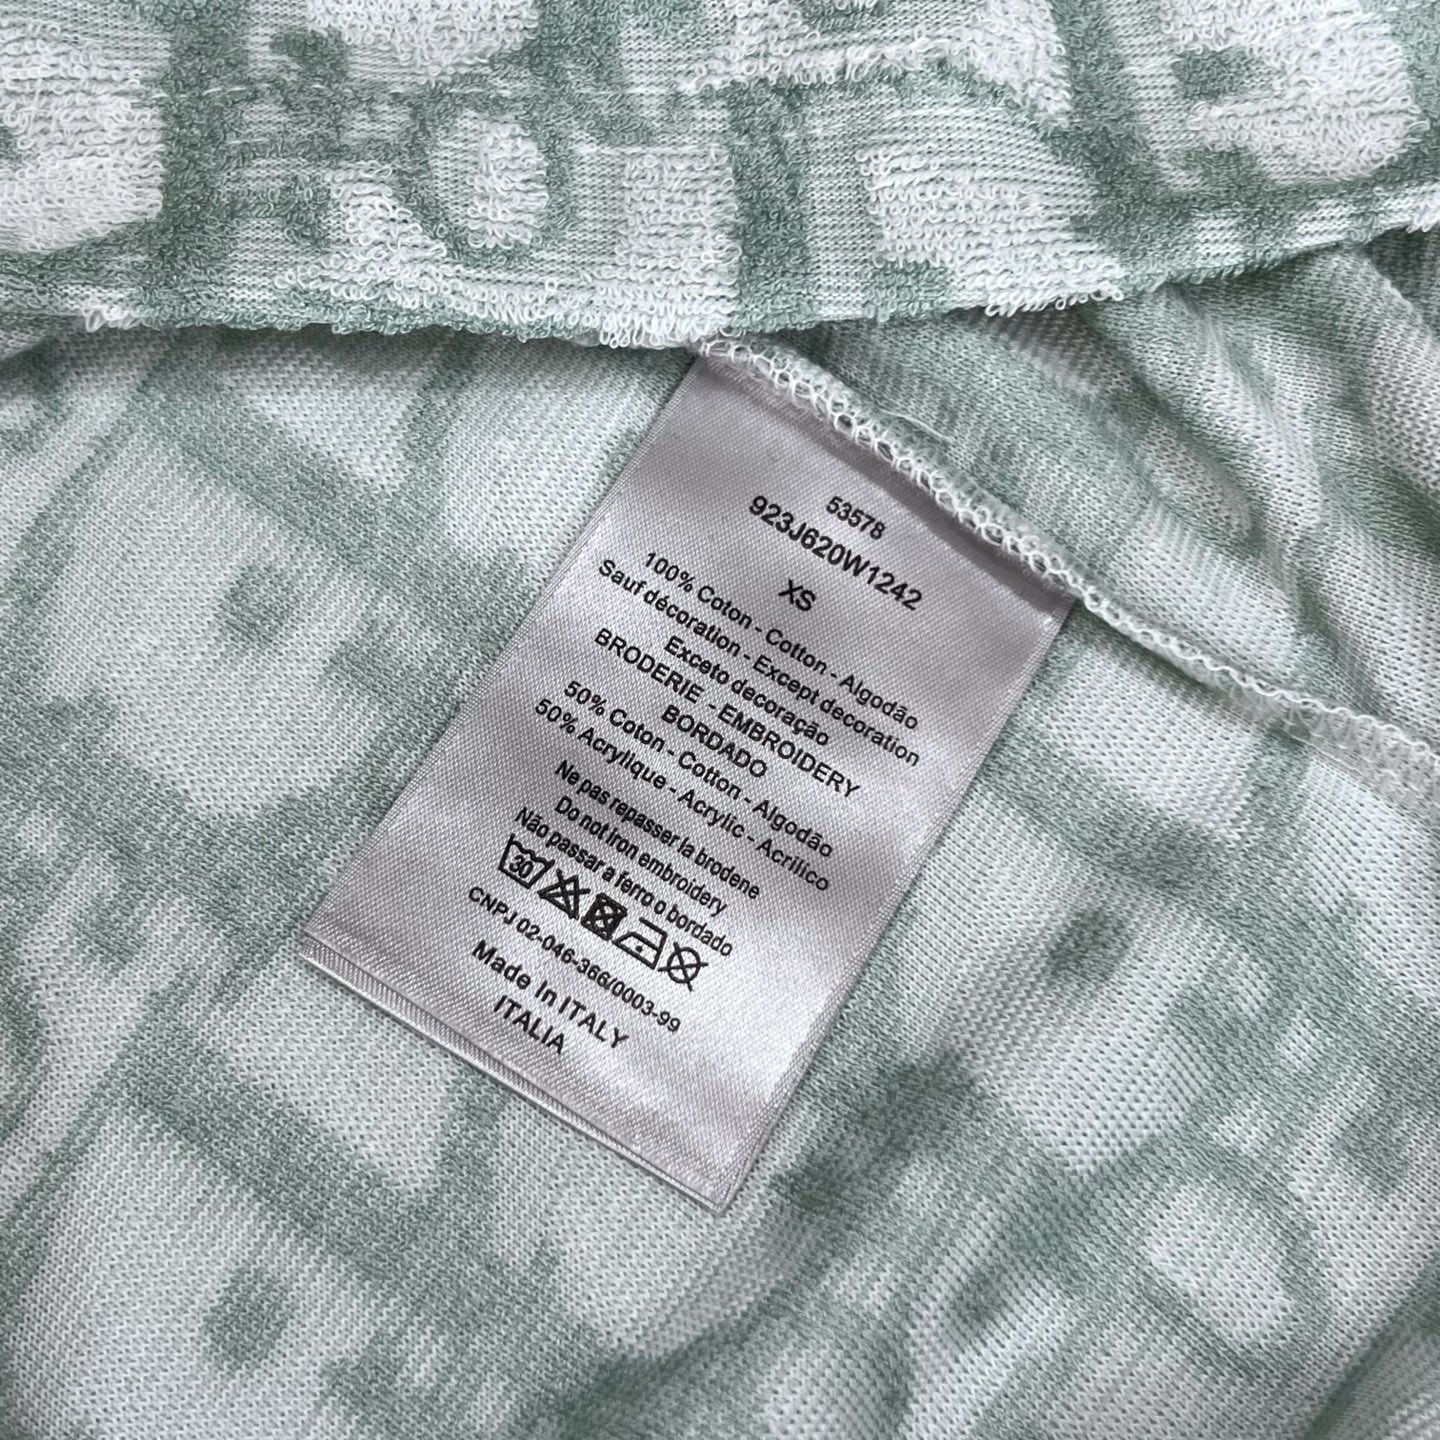 53578
923J620W1242
XS
100% Coton - Cotton - Algodão
Sauf décoration - Except decoration
Exceto decoração
BRODERIE - EMBROIDERY
BORDADO
50% Coton - Cotton - Algodão
50% Acrylique - Acrylic - Acrilico
Ne pas repasser la brodene
Do not iron embroidery
Não passar a ferro o bordado
30
CNPJ 02-046-366/0003-99
Made in ITALY
ITALIA